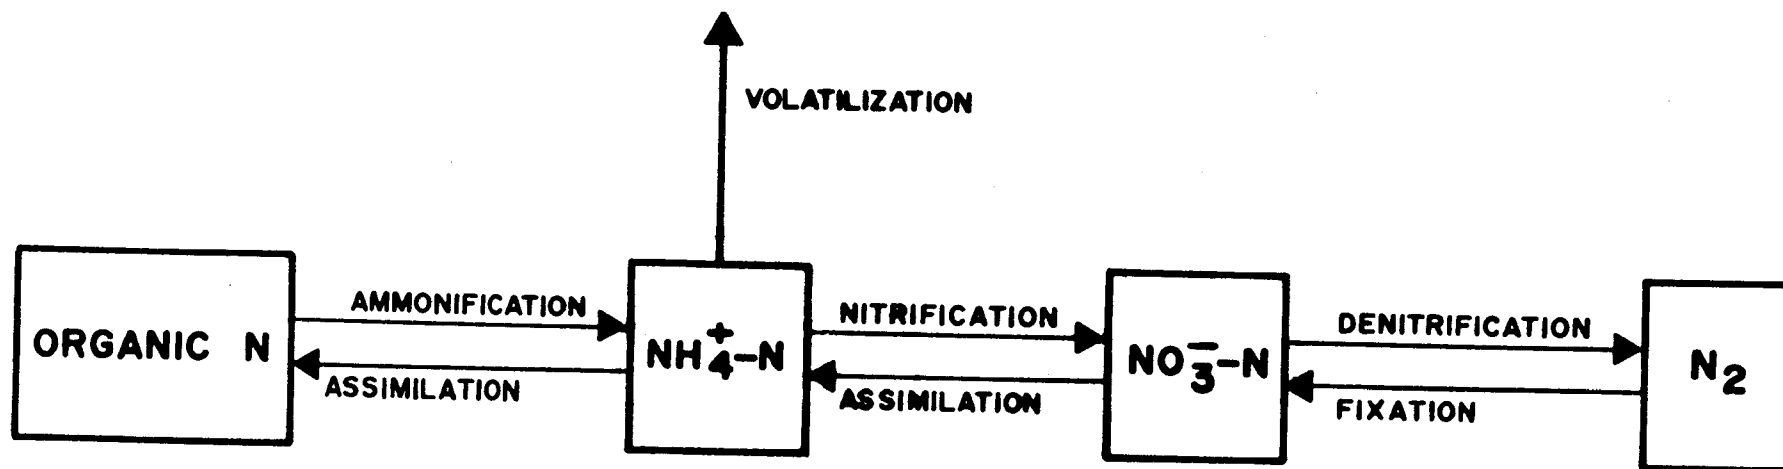 VOLATILIZATION
ORGANIC N
AMMONIFICATION
ASSIMILATION
NH₄⁺-N
NITRIFICATION
ASSIMILATION
NO₃⁻-N
DENITRIFICATION
FIXATION
N₂